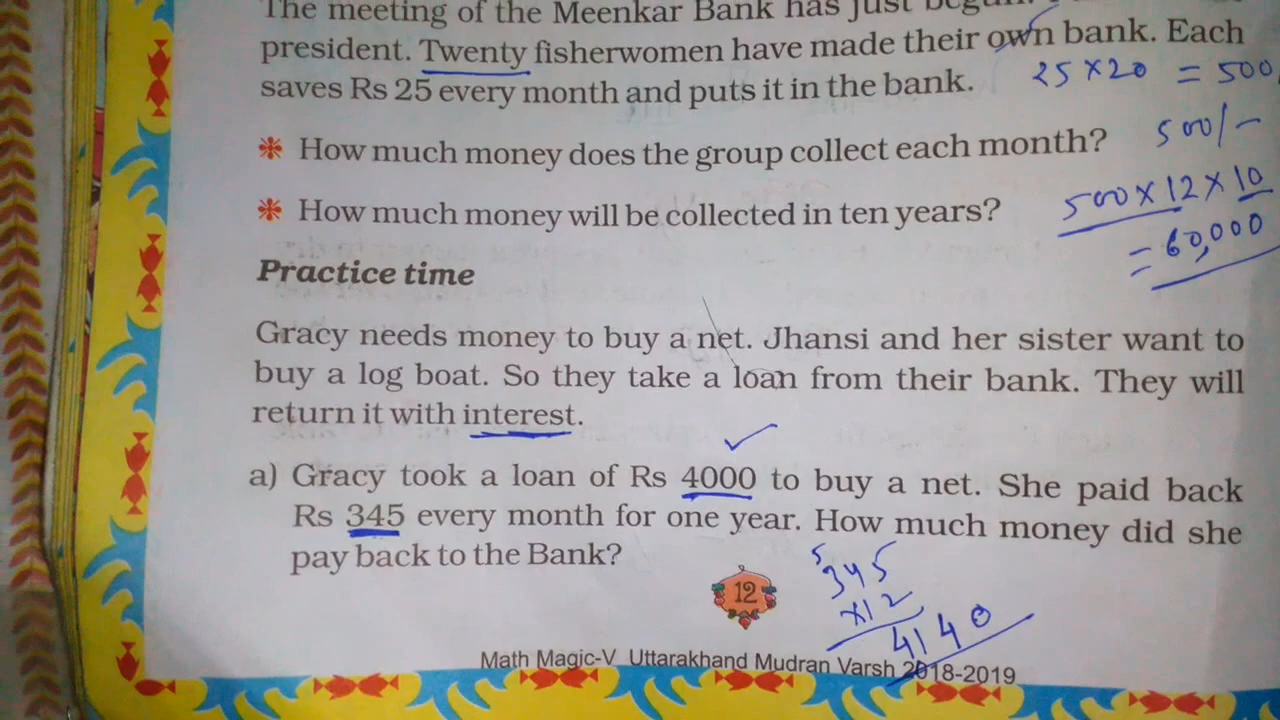 The meeting of the Meenkar Bank has just begun.
president. Twenty fisherwomen have made their own bank. Each
saves Rs 25 every month and puts it in the bank.
25 × 20 = 500
How much money does the group collect each month?
500/-
How much money will be collected in ten years?
500 × 12 × 10
= 60,000
Practice time
Gracy needs money to buy a net. Jhansi and her sister want to
buy a log boat. So they take a loan from their bank. They will
return it with interest.
a) Gracy took a loan of Rs 4000 to buy a net. She paid back
Rs 345 every month for one year. How much money did she
pay back to the Bank?
5
345
×12
4140
12
Math Magic-V Uttarakhand Mudran Varsh 2018-2019